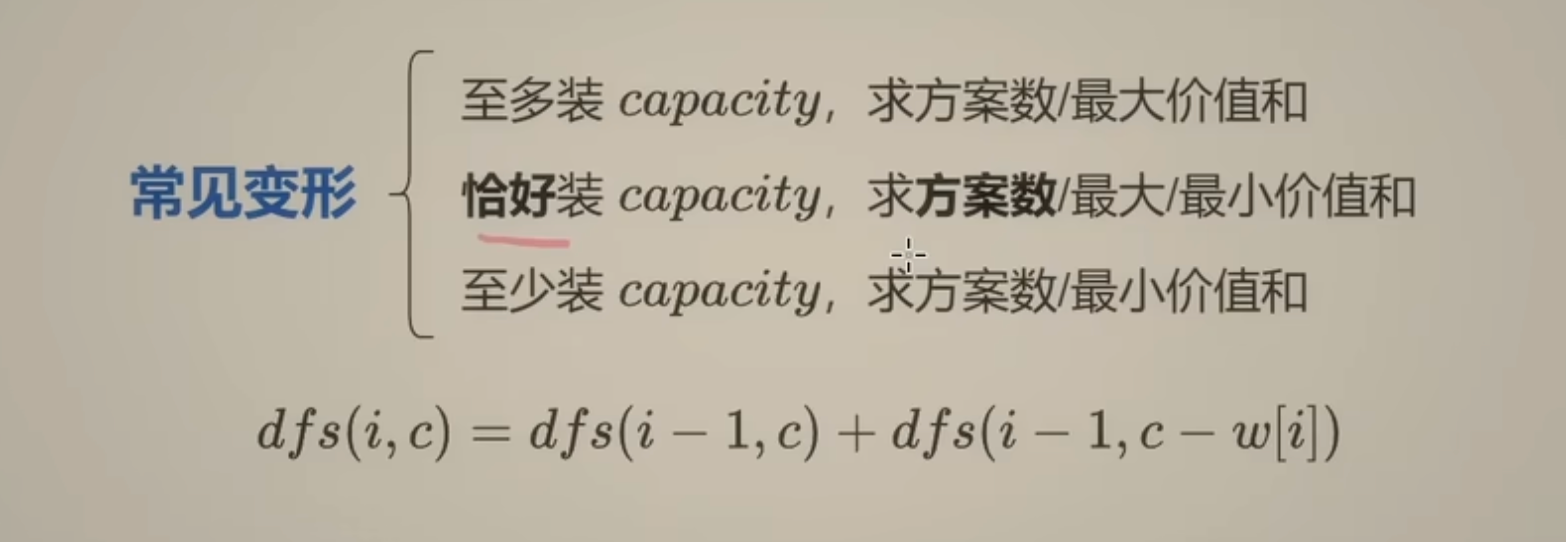 至多装 capacity，求方案数/最大价值和
常见变形
恰好装 capacity，求方案数/最大/最小价值和
至少装 capacity，求方案数/最小价值和
dfs(i, c) = dfs(i − 1, c) + dfs(i − 1, c − w[i])